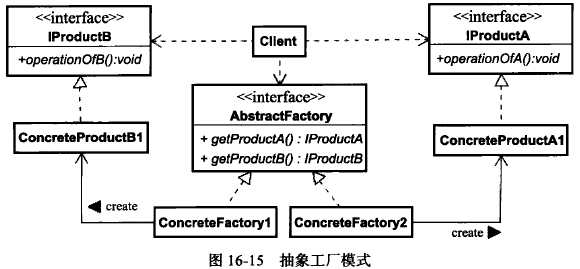 <<interface>>
IProductB
+operationOfB():void
Client
<<interface>>
IProductA
+operationOfA():void
<<interface>>
AbstractFactory
+ getProductA() : IProductA
+ getProductB() : IProductB
ConcreteProductB1
ConcreteProductA1
create
ConcreteFactory1
ConcreteFactory2
create
图 16-15 抽象工厂模式